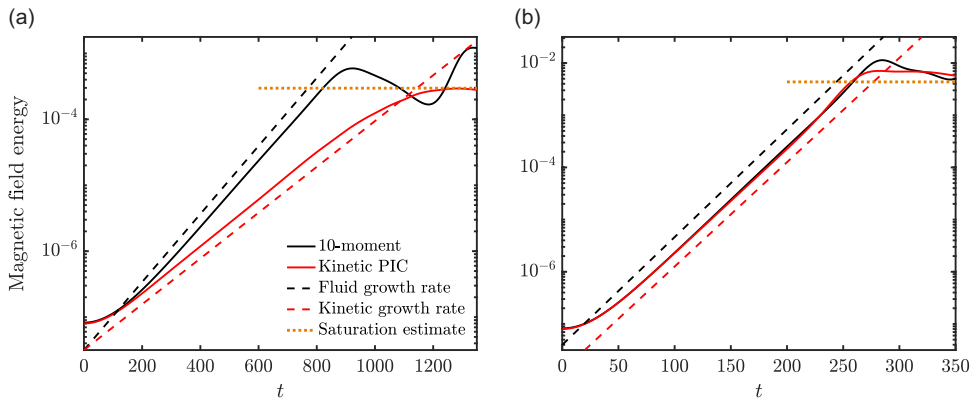 (a)
(b)
Magnetic field energy
10⁻⁴
10⁻⁶
0 200 400 600 800 1000 1200
t
10-moment
Kinetic PIC
Fluid growth rate
Kinetic growth rate
Saturation estimate
10⁻²
10⁻⁴
10⁻⁶
0 50 100 150 200 250 300 350
t